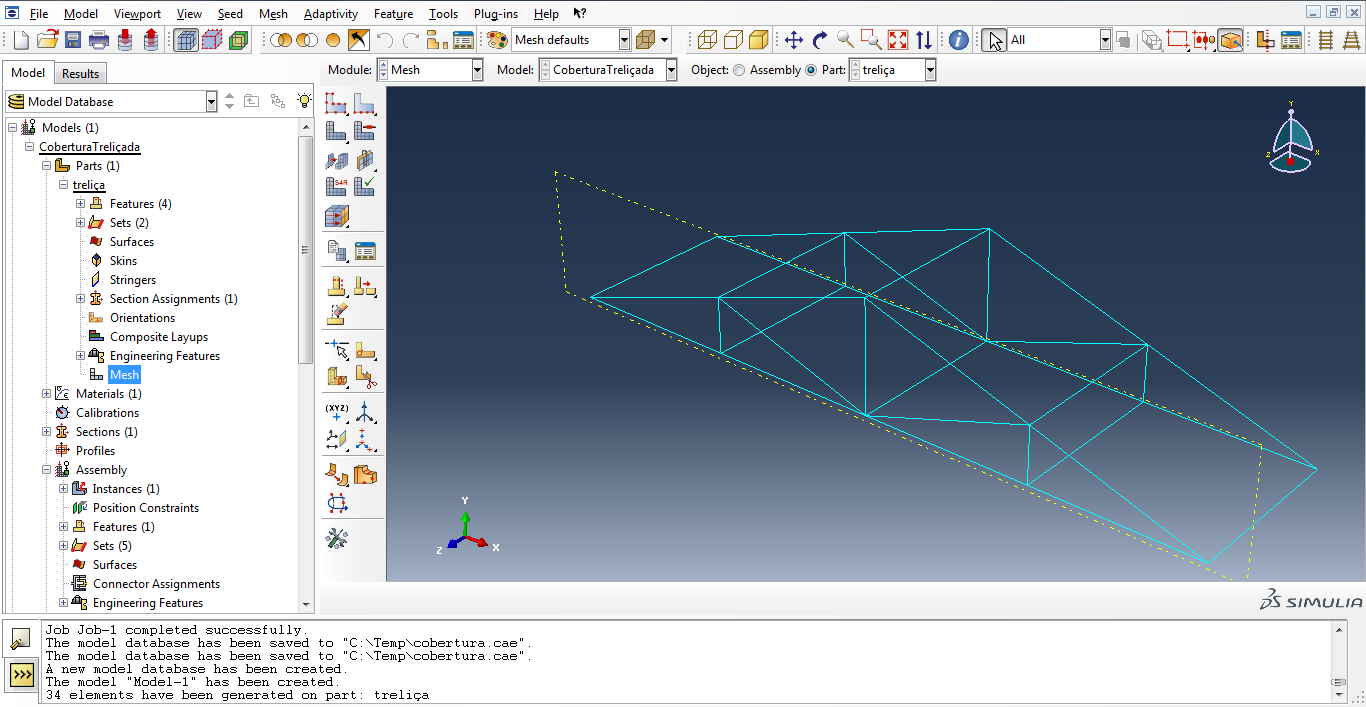 File Model Viewport View Seed Mesh Adaptivity Feature Tools Plug-ins Help
Mesh defaults All
Model Results
Module: Mesh Model: CoberturaTreliçada Object: Assembly Part: treliça
Model Database
Models (1)
CoberturaTreliçada
Parts (1)
treliça
Features (4)
Sets (2)
Surfaces
Skins
Stringers
Section Assignments (1)
Orientations
Composite Layups
Engineering Features
Mesh
Materials (1)
Calibrations
Sections (1)
Profiles
Assembly
Instances (1)
Position Constraints
Features (1)
Sets (5)
Surfaces
Connector Assignments
Engineering Features
S4R
(XYZ)
Y
Z X
Y
Z X
SIMULIA
Job Job-1 completed successfully.
The model database has been saved to "C:\Temp\cobertura.cae".
The model database has been saved to "C:\Temp\cobertura.cae".
A new model database has been created.
The model "Model-1" has been created.
34 elements have been generated on part: treliça
>>>